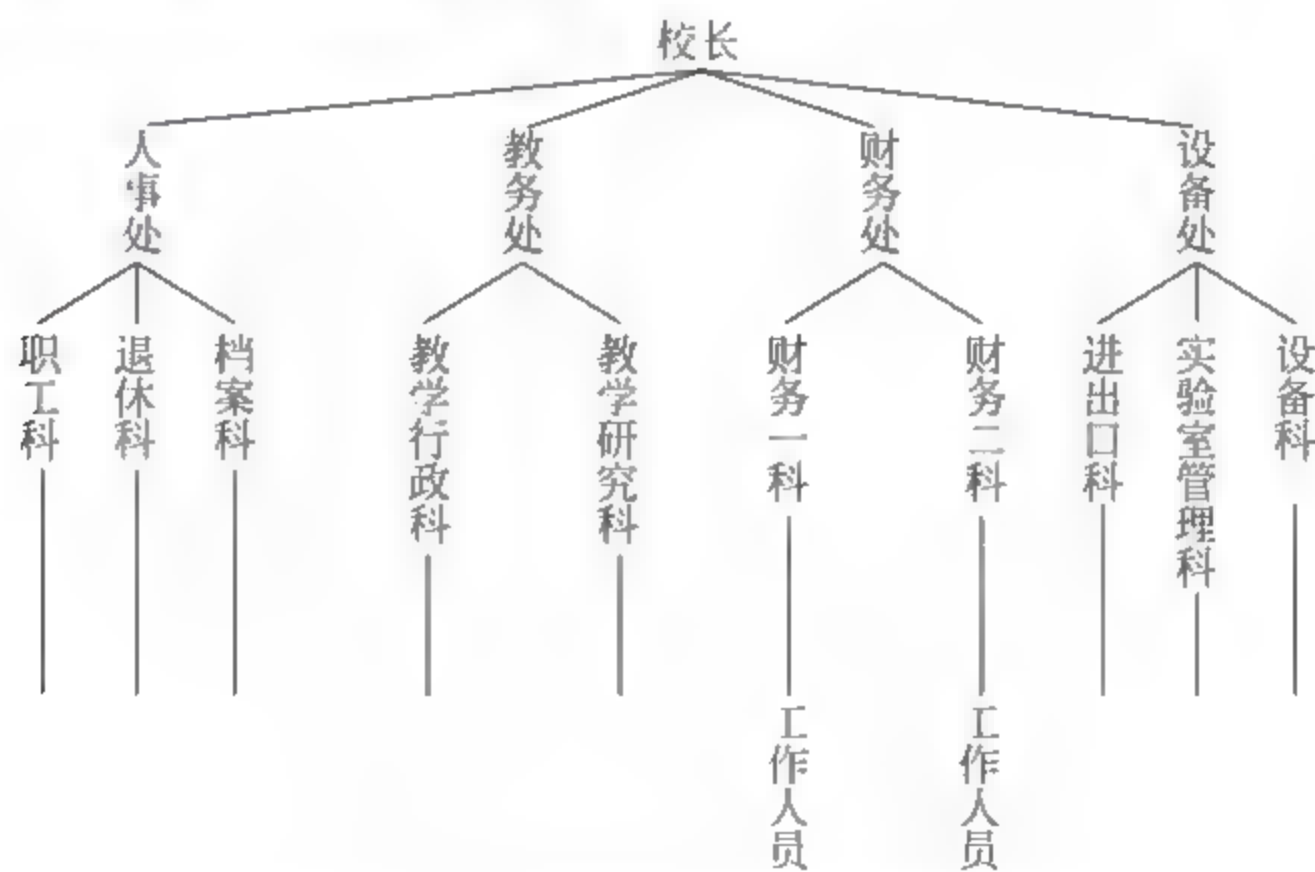 校长
人事处
教务处
财务处
设备处
职工科
退休科
档案科
教学行政科
教学研究科
财务一科
财务二科
进出口科
实验室管理科
设备科
工作人员
工作人员